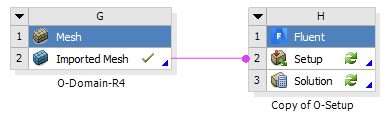 G
1 Mesh
2 Imported Mesh
O-Domain-R4
H
1 Fluent
2 Setup
3 Solution
Copy of O-Setup